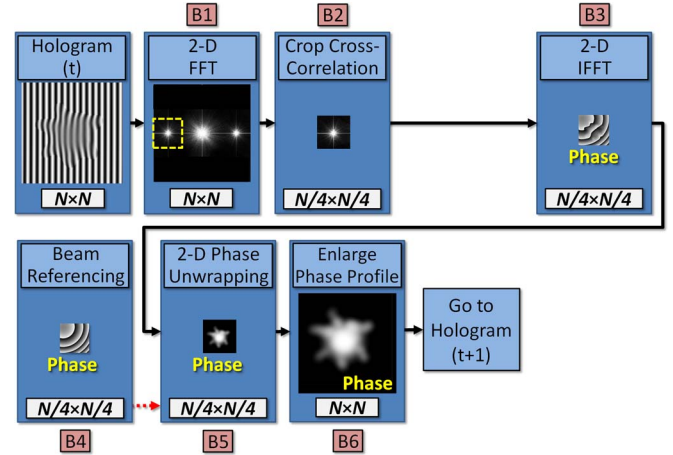 B1
B2
B3
Hologram
(t)
2-D
FFT
Crop Cross-
Correlation
2-D
IFFT
Phase
N×N
N×N
N/4×N/4
N/4×N/4
Beam
Referencing
2-D Phase
Unwrapping
Enlarge
Phase Profile
Go to
Hologram
(t+1)
Phase
Phase
Phase
N/4×N/4
N/4×N/4
N×N
B4
B5
B6